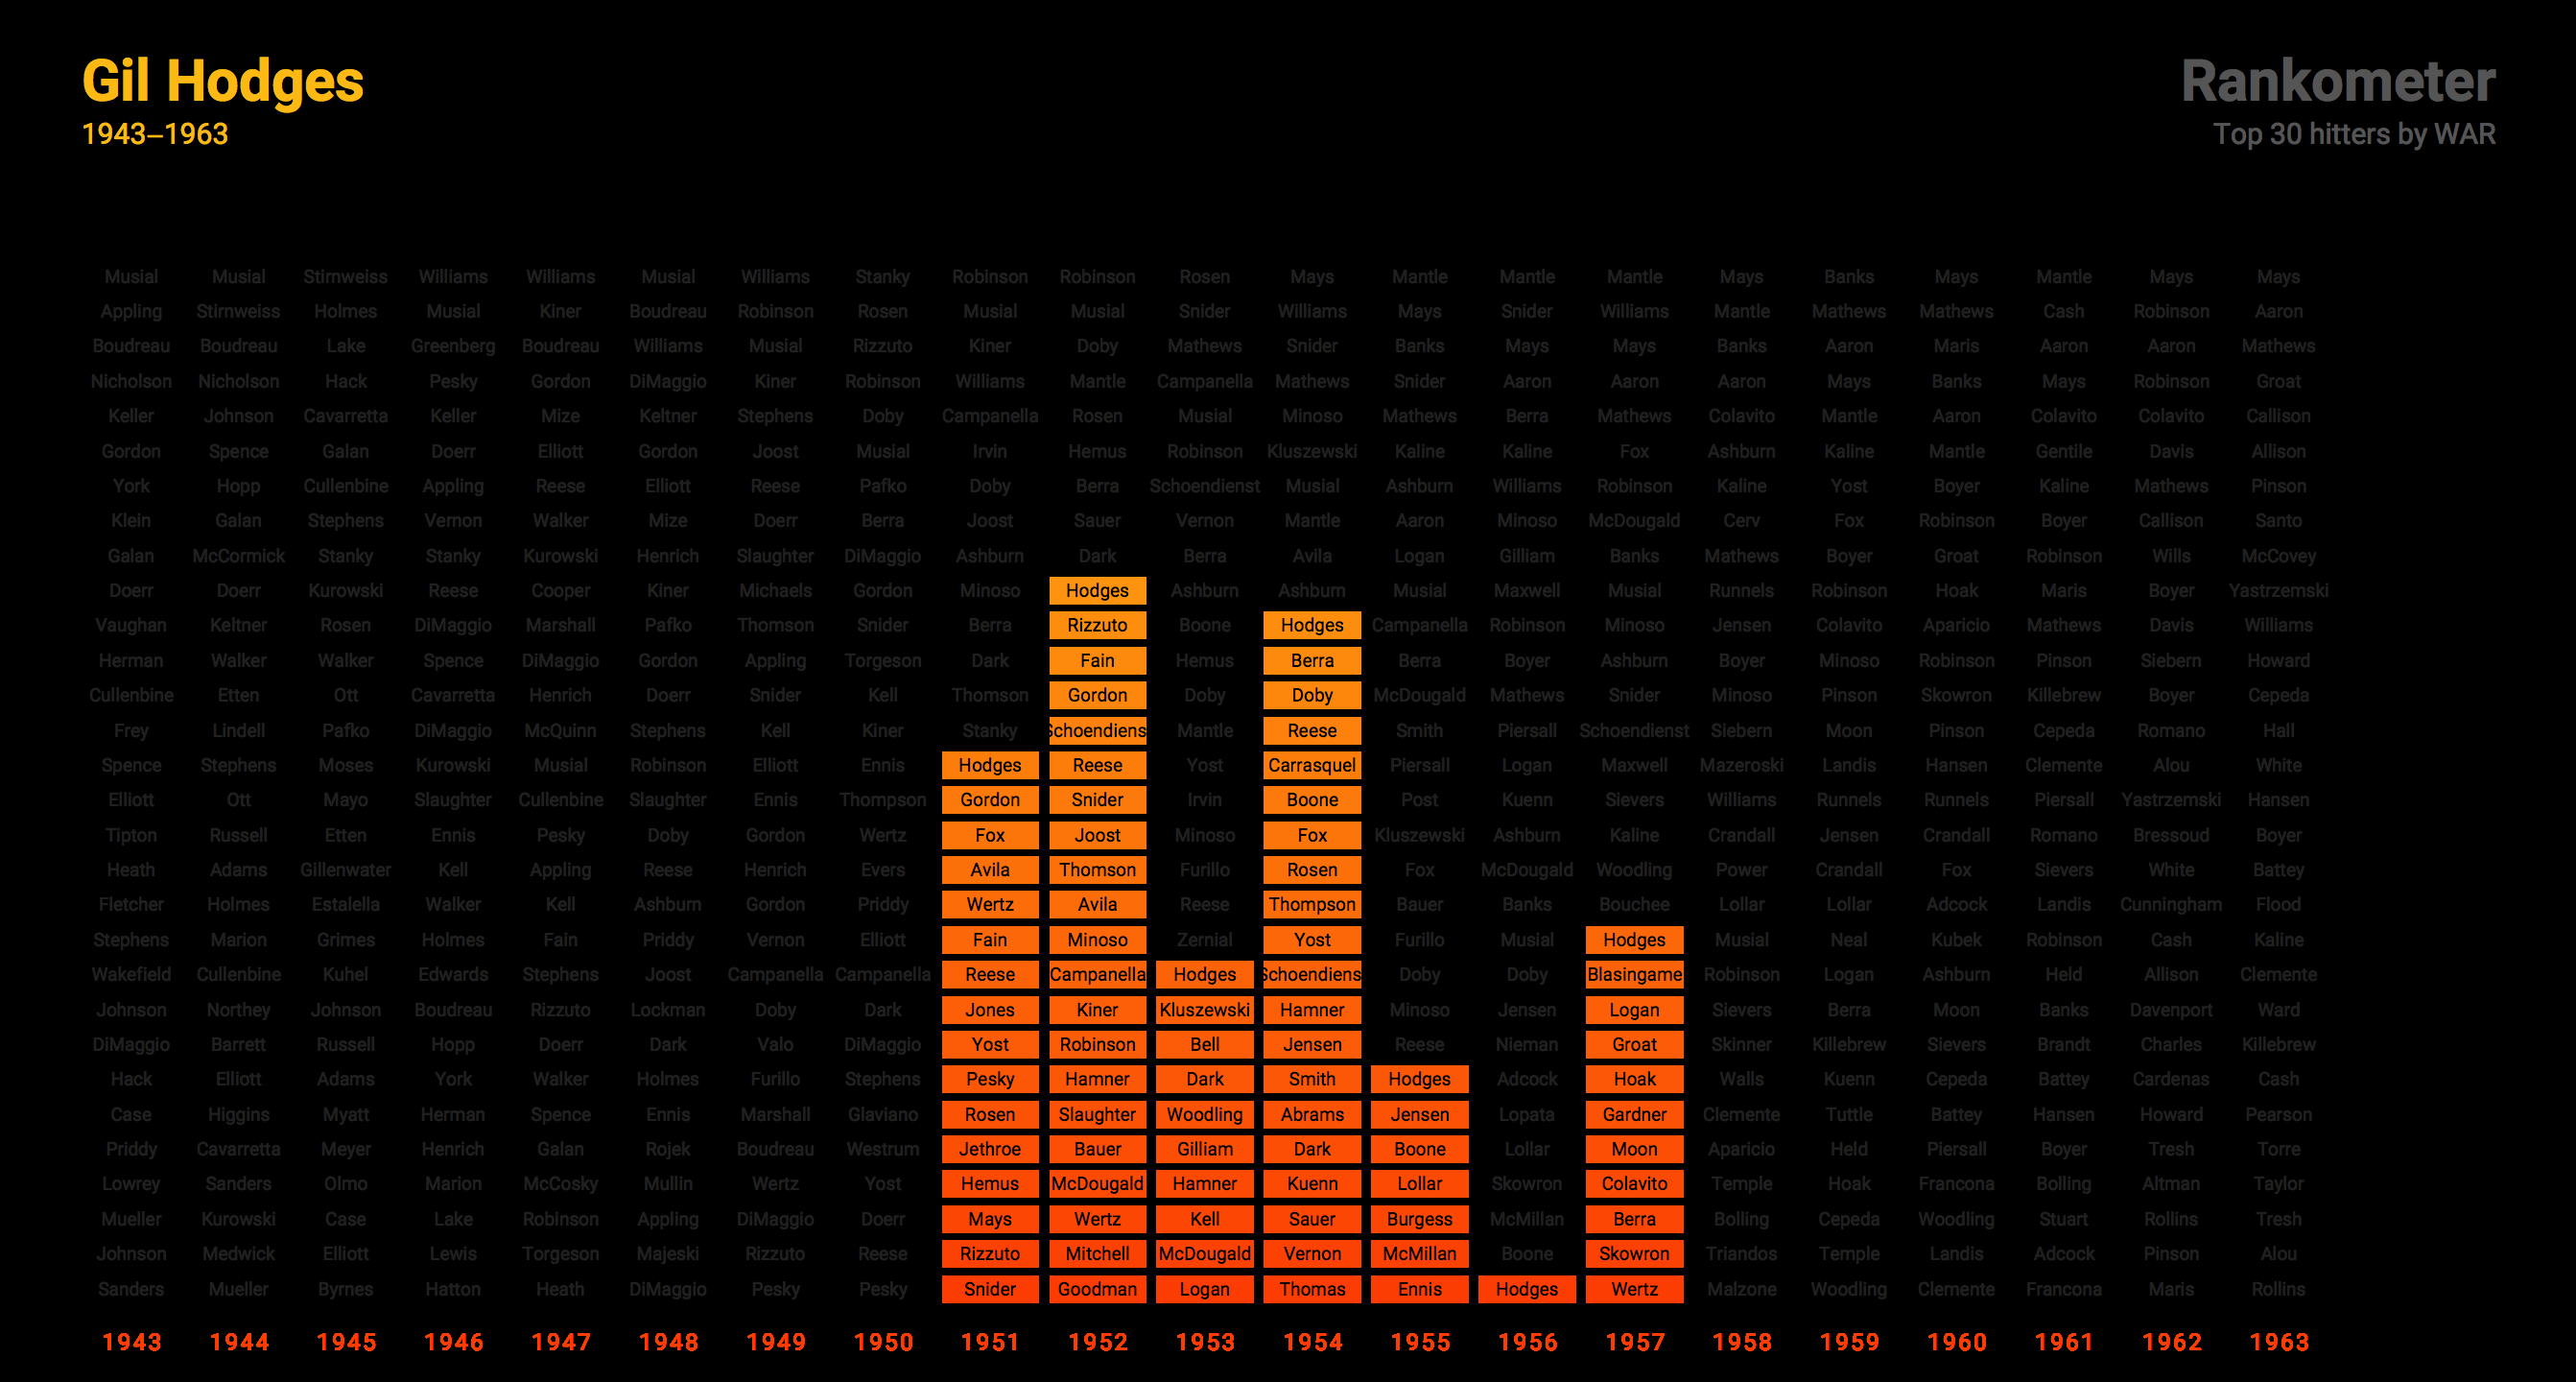 Gil Hodges
1943–1963
Rankometer
Top 30 hitters by WAR
Musial Musial Stirnweiss Williams Williams Musial Williams Stanky Robinson Robinson Rosen Mays Mantle Mantle Mantle Mays Banks Mays Mantle Mays Mays
Appling Stirnweiss Holmes Musial Kiner Boudreau Robinson Rosen Musial Musial Snider Williams Mays Snider Williams Mantle Mathews Mathews Cash Robinson Aaron
Boudreau Boudreau Lake Greenberg Boudreau Williams Musial Rizzuto Kiner Doby Mathews Snider Banks Mays Mays Banks Aaron Maris Aaron Aaron Mathews
Nicholson Nicholson Hack Pesky Gordon DiMaggio Kiner Robinson Williams Mantle Campanella Mathews Snider Aaron Aaron Aaron Mays Banks Mays Robinson Groat
Keller Johnson Cavarretta Keller Mize Keltner Stephens Doby Campanella Rosen Musial Minoso Mathews Berra Mathews Colavito Mantle Aaron Colavito Colavito Callison
Gordon Spence Galan Doerr Elliott Gordon Joost Musial Irvin Hemus Robinson Kluszewski Kaline Kaline Fox Ashburn Kaline Mantle Gentile Davis Allison
York Hopp Cullenbine Appling Reese Elliott Reese Pafko Doby Berra Schoendienst Musial Ashburn Williams Robinson Kaline Yost Boyer Kaline Mathews Pinson
Klein Galan Stephens Vernon Walker Mize Doerr Berra Joost Sauer Vernon Mantle Aaron Minoso McDougald Cerv Fox Robinson Boyer Callison Santo
Galan McCormick Stanky Stanky Kurowski Henrich Slaughter DiMaggio Ashburn Dark Berra Avila Logan Gilliam Banks Mathews Boyer Groat Robinson Wills McCovey
Doerr Doerr Kurowski Reese Cooper Kiner Michaels Gordon Minoso Hodges Ashburn Ashburn Musial Maxwell Musial Runnels Robinson Hoak Maris Boyer Yastrzemski
Vaughan Keltner Rosen DiMaggio Marshall Pafko Thomson Snider Berra Rizzuto Boone Hodges Campanella Robinson Minoso Jensen Colavito Aparicio Mathews Davis Williams
Herman Walker Walker Spence DiMaggio Gordon Appling Torgeson Dark Fain Hemus Berra Berra Boyer Ashburn Boyer Minoso Robinson Pinson Siebern Howard
Cullenbine Etten Ott Cavarretta Henrich Doerr Snider Kell Thomson Gordon Doby Doby McDougald Mathews Snider Minoso Pinson Skowron Killebrew Boyer Cepeda
Frey Lindell Pafko DiMaggio McQuinn Stephens Kell Kiner Stanky Schoendiens Mantle Reese Smith Piersall Schoendienst Siebern Moon Pinson Cepeda Romano Hall
Spence Stephens Moses Kurowski Musial Robinson Elliott Ennis Hodges Reese Yost Carrasquel Piersall Logan Maxwell Mazeroski Landis Hansen Clemente Alou White
Elliott Ott Mayo Slaughter Cullenbine Slaughter Ennis Thompson Gordon Snider Irvin Boone Post Kuenn Sievers Williams Runnels Runnels Piersall Yastrzemski Hansen
Tipton Russell Etten Ennis Pesky Doby Gordon Wertz Fox Joost Minoso Fox Kluszewski Ashburn Kaline Crandall Jensen Crandall Romano Bressoud Boyer
Heath Adams Gillenwater Kell Appling Reese Henrich Evers Avila Thomson Furillo Rosen Fox McDougald Woodling Power Crandall Fox Sievers White Battey
Fletcher Holmes Estalella Walker Kell Ashburn Gordon Priddy Wertz Avila Reese Thompson Bauer Banks Bouchee Lollar Lollar Adcock Landis Cunningham Flood
Stephens Marion Grimes Holmes Fain Priddy Vernon Elliott Fain Minoso Zernial Yost Furillo Musial Hodges Musial Neal Kubek Robinson Cash Kaline
Wakefield Cullenbine Kuhel Edwards Stephens Joost Campanella Campanella Reese Campanella Hodges Schoendiens Doby Doby Blasingame Robinson Logan Ashburn Held Allison Clemente
Johnson Northey Johnson Boudreau Rizzuto Lockman Doby Dark Jones Kiner Kluszewski Hamner Minoso Jensen Logan Sievers Berra Moon Banks Davenport Ward
DiMaggio Barrett Russell Hopp Doerr Dark Valo DiMaggio Yost Robinson Bell Jensen Reese Nieman Groat Skinner Killebrew Sievers Brandt Charles Killebrew
Hack Elliott Adams York Walker Holmes Furillo Stephens Pesky Hamner Dark Smith Hodges Adcock Hoak Walls Kuenn Cepeda Battey Cardenas Cash
Case Higgins Myatt Herman Spence Ennis Marshall Glaviano Rosen Slaughter Woodling Abrams Jensen Lopata Gardner Clemente Tuttle Battey Hansen Howard Pearson
Priddy Cavarretta Meyer Henrich Galan Rojek Boudreau Westrum Jethroe Bauer Gilliam Dark Boone Lollar Moon Aparicio Held Piersall Boyer Tresh Torre
Lowrey Sanders Olmo Marion McCosky Mullin Wertz Yost Hemus McDougald Hamner Kuenn Lollar Skowron Colavito Temple Hoak Francona Bolling Altman Taylor
Mueller Kurowski Case Lake Robinson Appling DiMaggio Doerr Mays Wertz Kell Sauer Burgess McMillan Berra Bolling Cepeda Woodling Stuart Rollins Tresh
Johnson Medwick Elliott Lewis Torgeson Majeski Rizzuto Reese Rizzuto Mitchell McDougald Vernon McMillan Boone Skowron Triandos Temple Landis Adcock Pinson Alou
Sanders Mueller Byrnes Hatton Heath DiMaggio Pesky Pesky Snider Goodman Logan Thomas Ennis Hodges Wertz Malzone Woodling Clemente Francona Maris Rollins
1943 1944 1945 1946 1947 1948 1949 1950 1951 1952 1953 1954 1955 1956 1957 1958 1959 1960 1961 1962 1963